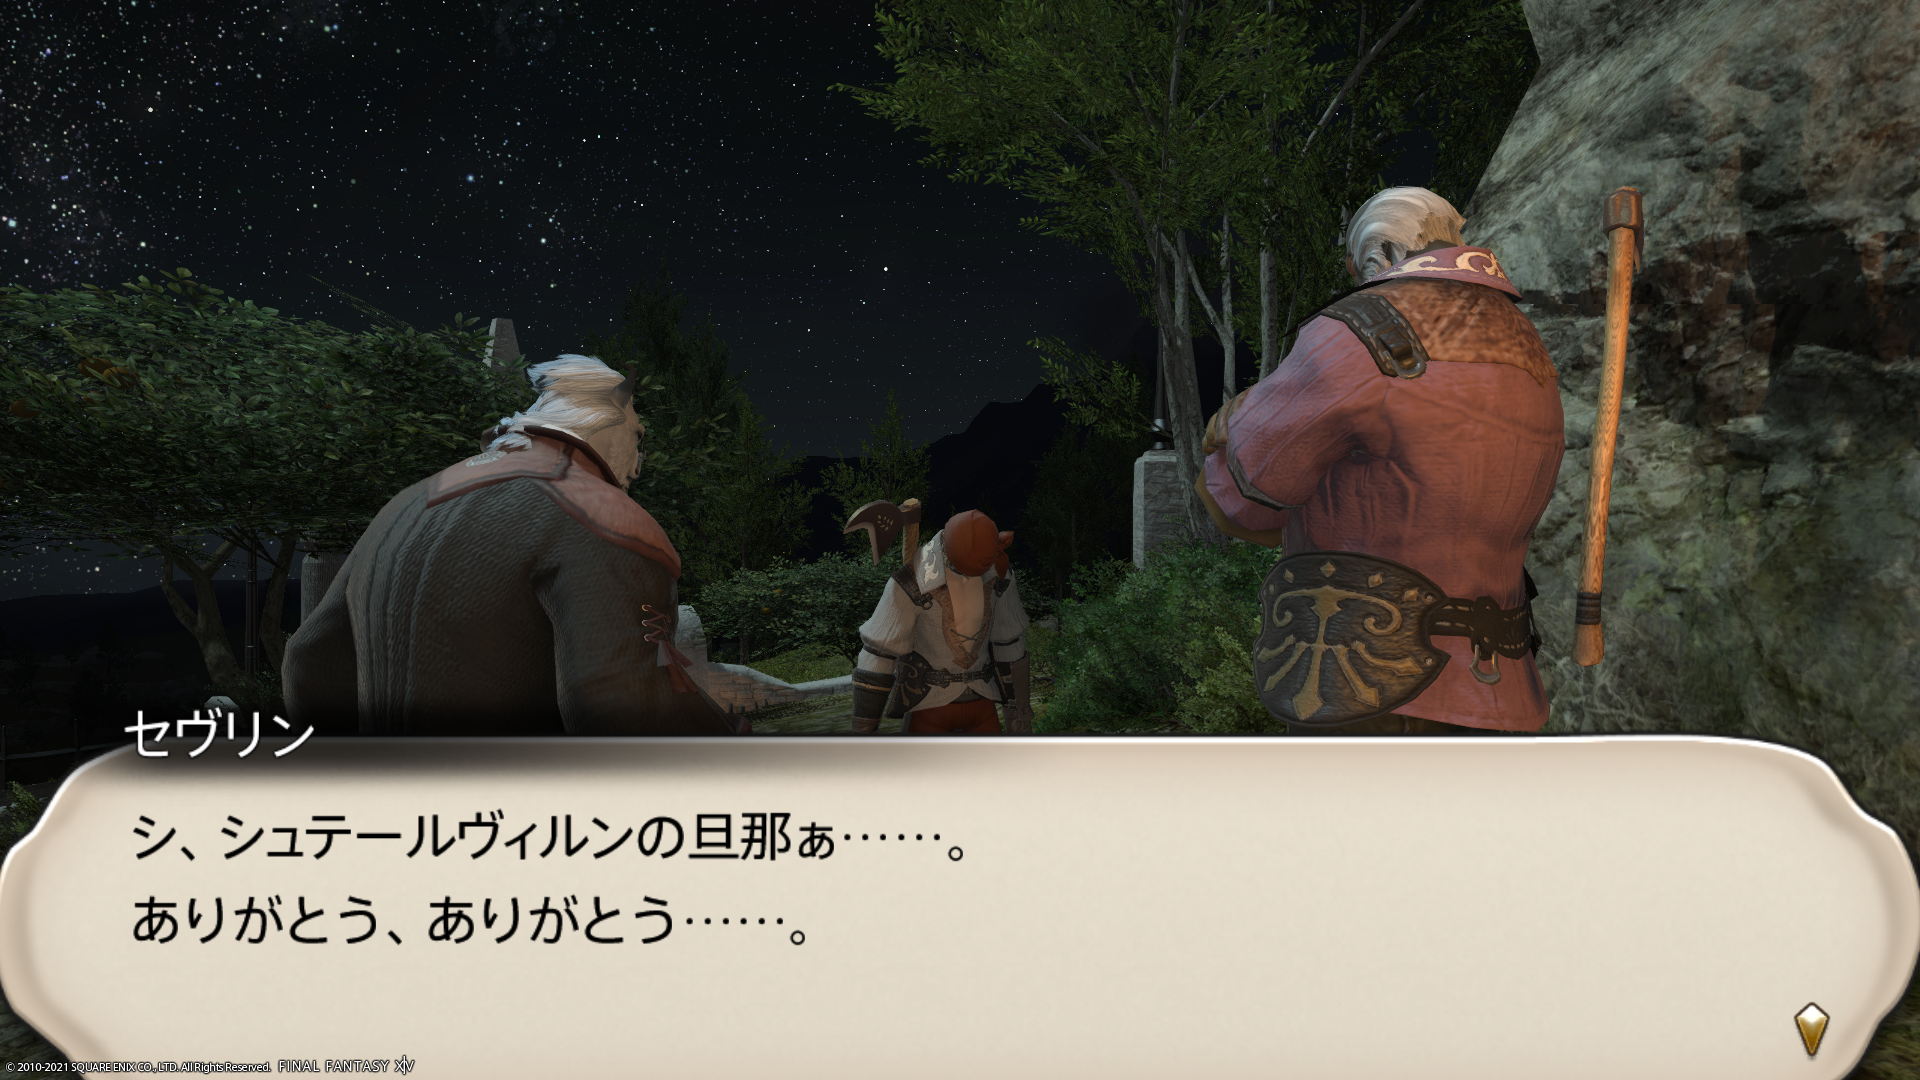 セヴリン
シ、シュテールヴィルンの旦那ぁ……。
ありがとう、ありがとう……。
© 2010-2021 SQUARE ENIX CO., LTD. All Rights Reserved. FINAL FANTASY XIV